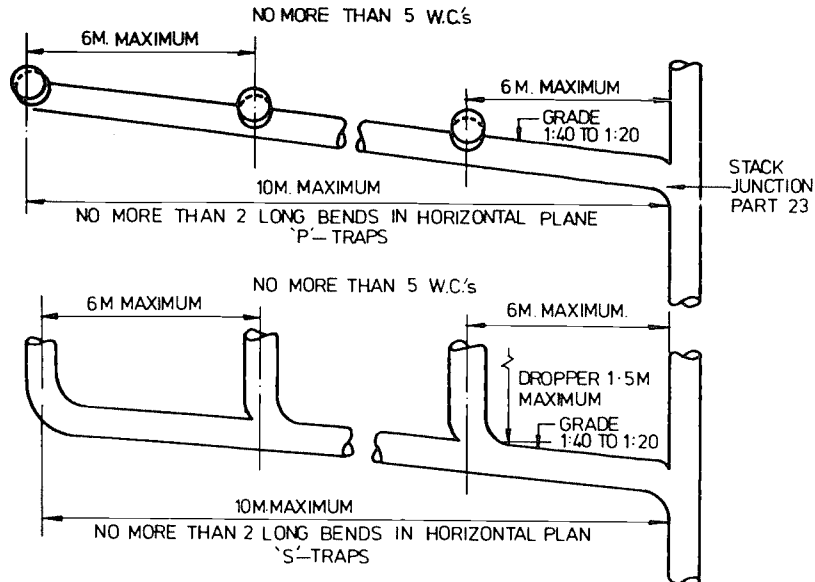 NO MORE THAN 5 W.C.'s
6M. MAXIMUM
6M. MAXIMUM
GRADE
1:40 TO 1:20
STACK
JUNCTION
PART 23
10M. MAXIMUM
NO MORE THAN 2 LONG BENDS IN HORIZONTAL PLANE
'P'- TRAPS
NO MORE THAN 5 W.C.'s
6M MAXIMUM
6M. MAXIMUM.
DROPPER 1·5M
MAXIMUM
GRADE
1:40 TO 1:20
10M.MAXIMUM
NO MORE THAN 2 LONG BENDS IN HORIZONTAL PLAN
'S'-TRAPS